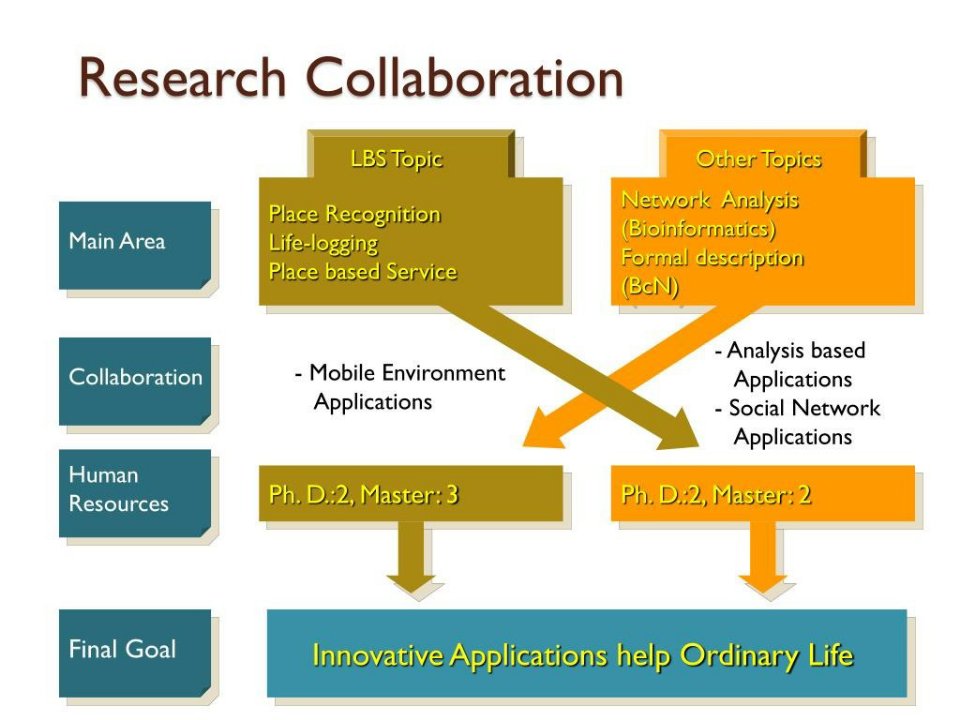 Research Collaboration
LBS Topic
Other Topics
Main Area
Place Recognition
Life-logging
Place based Service
Network Analysis
(Bioinformatics)
Formal description
(BcN)
Collaboration
- Mobile Environment
Applications
- Analysis based
Applications
- Social Network
Applications
Human
Resources
Ph. D.:2, Master: 3
Ph. D.:2, Master: 2
Final Goal
Innovative Applications help Ordinary Life